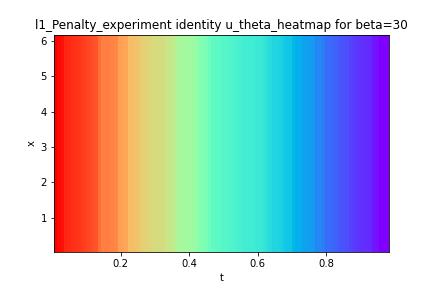 l1_Penalty_experiment identity u_theta_heatmap for beta=30
6
5
4
3
2
1
x
0.2 0.4 0.6 0.8
t